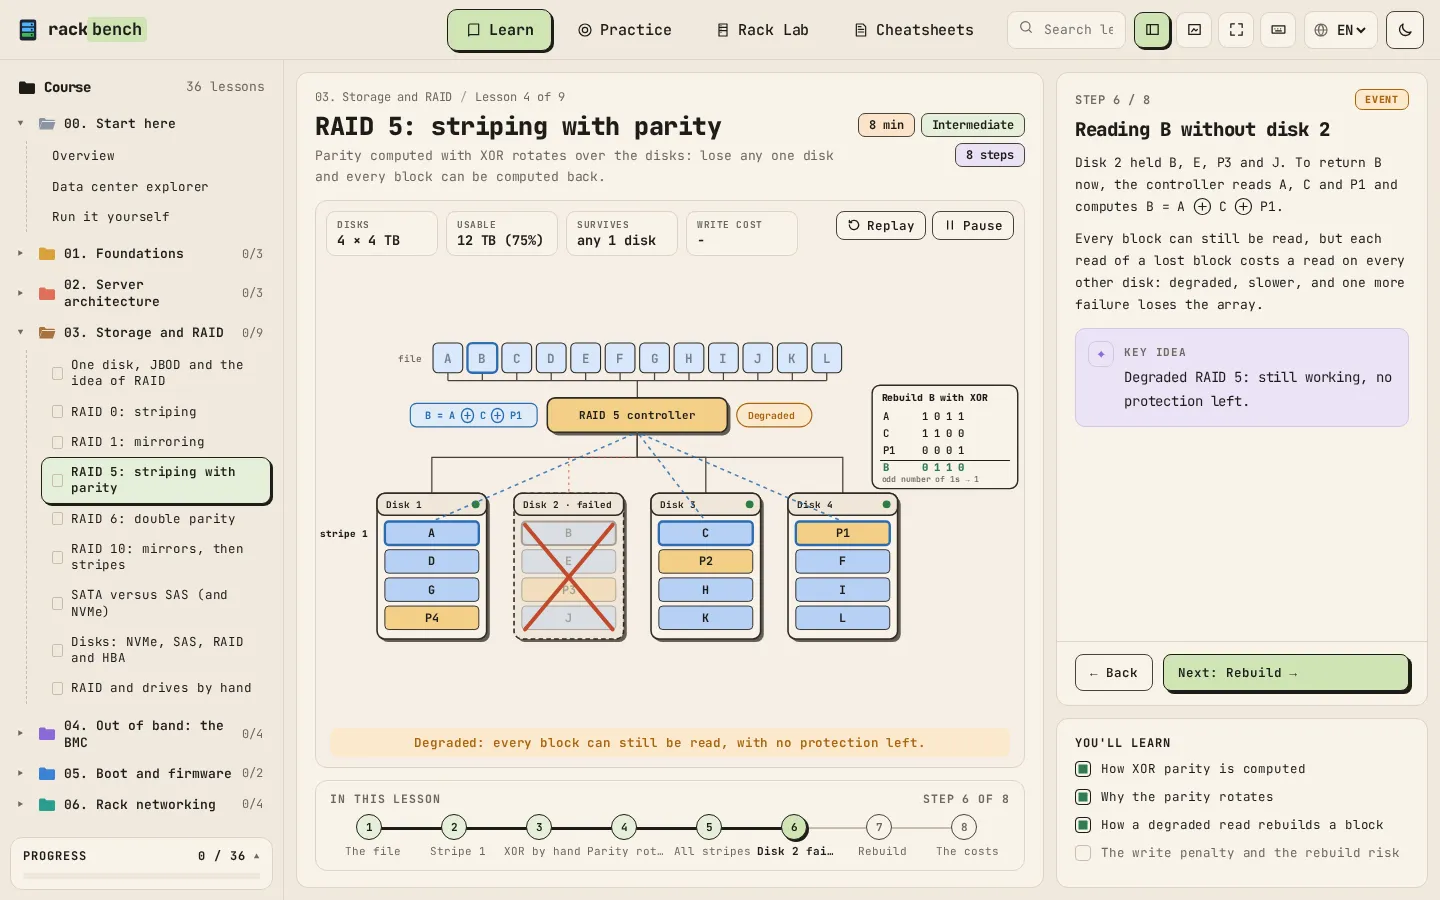 rackbench
Learn
Practice
Rack Lab
Cheatsheets
Search le
EN
Course
36 lessons
00. Start here
Overview
Data center explorer
Run it yourself
01. Foundations 0/3
02. Server architecture 0/3
03. Storage and RAID 0/9
One disk, JBOD and the
idea of RAID
RAID 0: striping
RAID 1: mirroring
RAID 5: striping with
parity
RAID 6: double parity
RAID 10: mirrors, then
stripes
SATA versus SAS (and
NVMe)
Disks: NVMe, SAS, RAID
and HBA
RAID and drives by hand
04. Out of band: the
BMC 0/4
05. Boot and firmware 0/2
06. Rack networking 0/4
PROGRESS 0 / 36 ▴
03. Storage and RAID / Lesson 4 of 9
RAID 5: striping with parity
8 min
Intermediate
8 steps
Parity computed with XOR rotates over the disks: lose any one disk
and every block can be computed back.
DISKS
4 × 4 TB
USABLE
12 TB (75%)
SURVIVES
any 1 disk
WRITE COST
-
Replay
Pause
file A B C D E F G H I J K L
B = A ⊕ C ⊕ P1
RAID 5 controller
Degraded
Rebuild B with XOR
A 1 0 1 1
C 1 1 0 0
P1 0 0 0 1
B 0 1 1 0
odd number of 1s → 1
Disk 1
Disk 2 · failed
Disk 3
Disk 4
stripe 1 A B C P1
D E P2 F
G P3 H I
P4 J K L
Degraded: every block can still be read, with no protection left.
IN THIS LESSON
STEP 6 OF 8
1 2 3 4 5 6 7 8
The file
Stripe 1
XOR by hand
Parity rot…
All stripes
Disk 2 fai…
Rebuild
The costs
STEP 6 / 8
EVENT
Reading B without disk 2
Disk 2 held B, E, P3 and J. To return B
now, the controller reads A, C and P1 and
computes B = A ⊕ C ⊕ P1.
Every block can still be read, but each
read of a lost block costs a read on every
other disk: degraded, slower, and one more
failure loses the array.
KEY IDEA
Degraded RAID 5: still working, no
protection left.
← Back
Next: Rebuild →
YOU'LL LEARN
How XOR parity is computed
Why the parity rotates
How a degraded read rebuilds a block
The write penalty and the rebuild risk